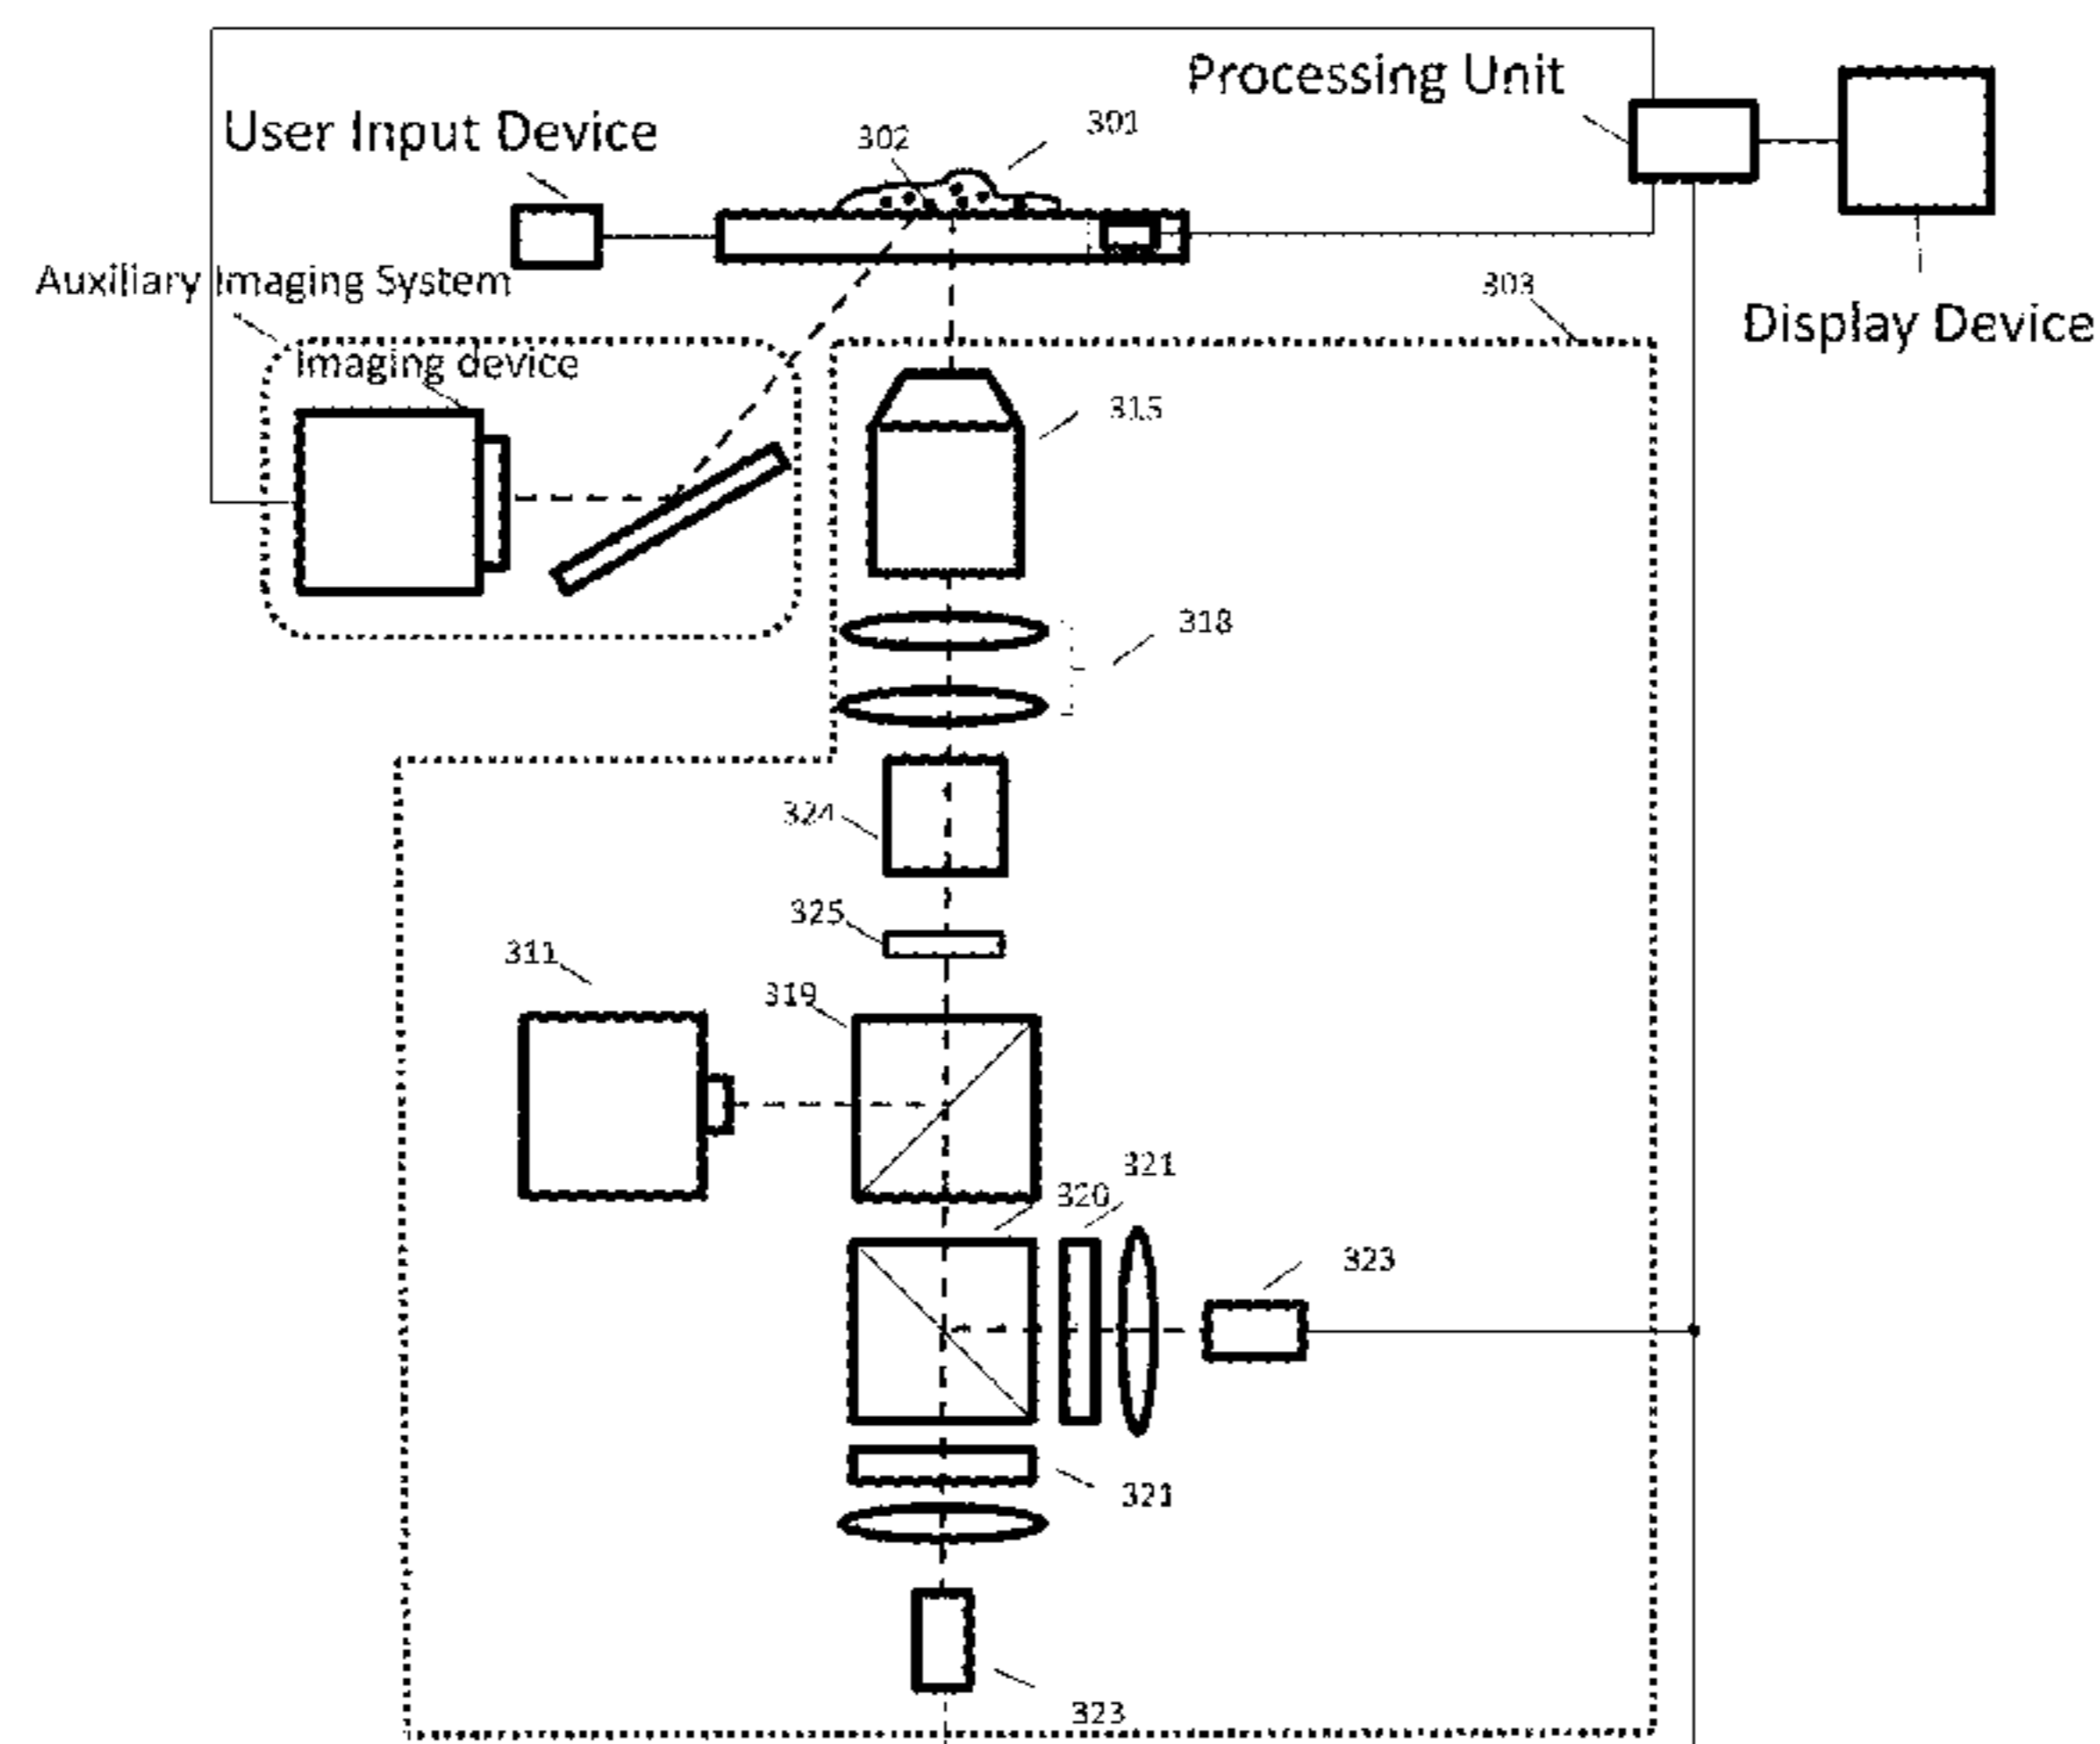 Processing Unit
User Input Device
302
301
Auxiliary Imaging System
303
Display Device
Imaging device
315
318
324
325
311
319
321
320
323
321
323